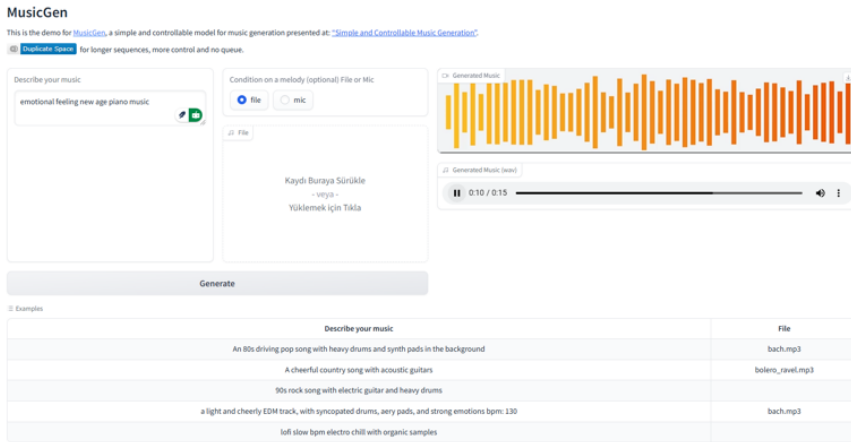 MusicGen
This is the demo for MusicGen, a simple and controllable model for music generation presented at: "Simple and Controllable Music Generation".
Duplicate Space for longer sequences, more control and no queue.
Describe your music
emotional feeling new age piano music
Condition on a melody (optional) File or Mic
file
mic
File
Kaydı Buraya Sürükle
- veya -
Yüklemek için Tıkla
Generated Music
Generated Music (wav)
0:10 / 0:15
Generate
Examples
Describe your music File
An 80s driving pop song with heavy drums and synth pads in the background bach.mp3
A cheerful country song with acoustic guitars bolero_ravel.mp3
90s rock song with electric guitar and heavy drums
a light and cheerly EDM track, with syncopated drums, aery pads, and strong emotions bpm: 130 bach.mp3
lofi slow bpm electro chill with organic samples